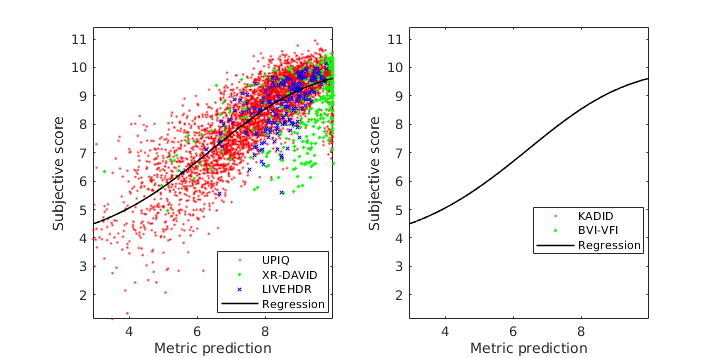 11
10
9
8
7
6
5
4
3
2
Subjective score
4
6
8
Metric prediction
UPIQ
XR-DAVID
LIVEHDR
Regression
11
10
9
8
7
6
5
4
3
2
Subjective score
4
6
8
Metric prediction
KADID
BVI-VFI
Regression